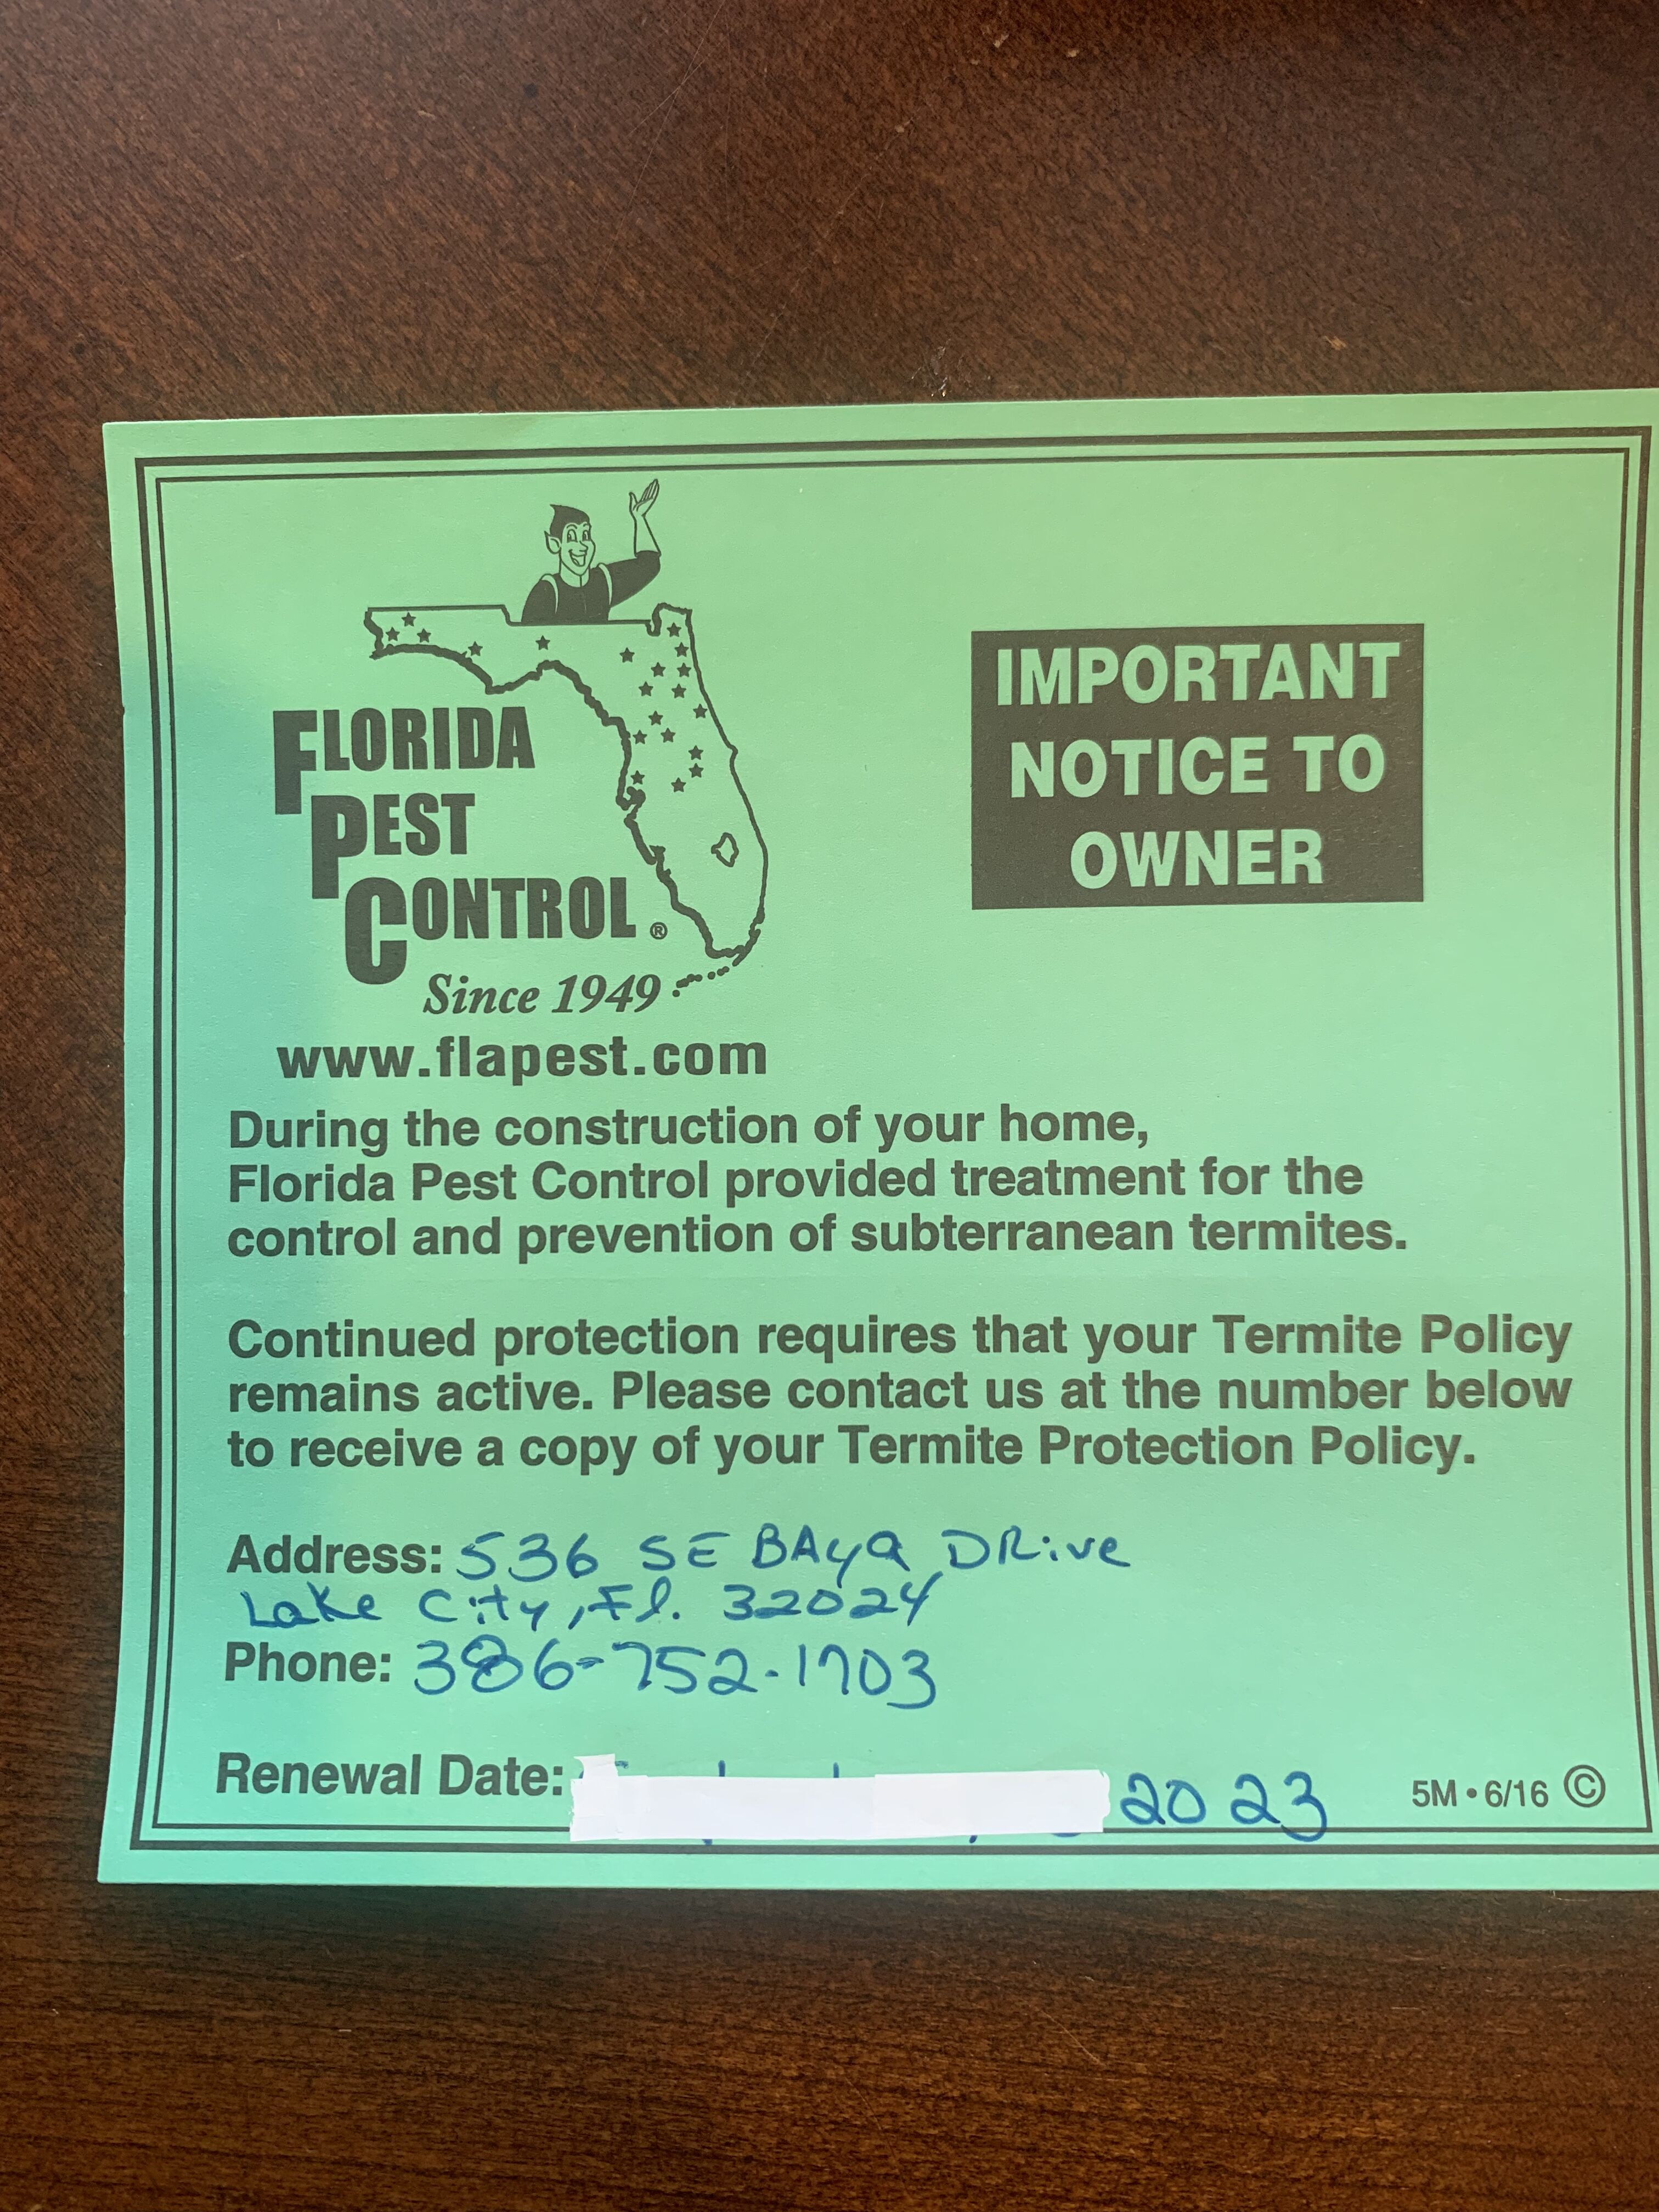 FLORIDA
PEST
CONTROL®
Since 1949
www.flapest.com
IMPORTANT
NOTICE TO
OWNER
During the construction of your home,
Florida Pest Control provided treatment for the
control and prevention of subterranean termites.
Continued protection requires that your Termite Policy
remains active. Please contact us at the number below
to receive a copy of your Termite Protection Policy.
Address: 536 SE BAya DRive
Lake City, Fl. 32024
Phone: 386-752-1703
Renewal Date: 2023
5M • 6/16 ©